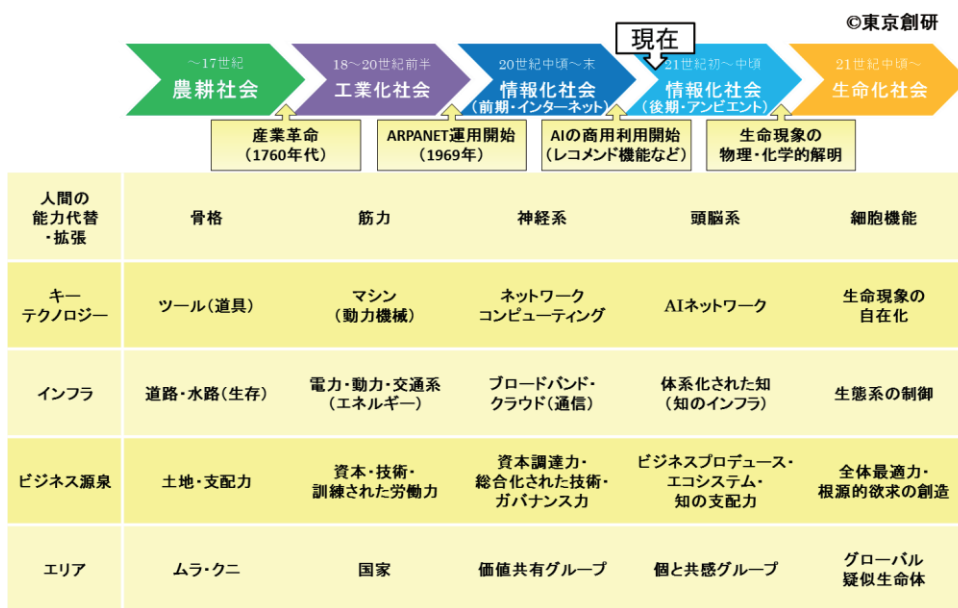 ©東京創研
現在
～17世紀
農耕社会
18～20世紀前半
工業化社会
20世紀中頃～末
情報化社会
(前期・インターネット)
21世紀初～中頃
情報化社会
(後期・アンビエント)
21世紀中頃～
生命化社会
産業革命
(1760年代)
ARPANET運用開始
(1969年)
AIの商用利用開始
(レコメンド機能など)
生命現象の
物理・化学的解明
人間の
能力代替
・拡張
骨格
筋力
神経系
頭脳系
細胞機能
キー
テクノロジー
ツール(道具)
マシン
(動力機械)
ネットワーク
コンピューティング
AIネットワーク
生命現象の
自在化
インフラ
道路・水路(生存)
電力・動力・交通系
(エネルギー)
ブロードバンド・
クラウド(通信)
体系化された知
(知のインフラ)
生態系の制御
ビジネス源泉
土地・支配力
資本・技術・
訓練された労働力
資本調達力・
総合化された技術・
ガバナンス力
ビジネスプロデュース・
エコシステム・
知の支配力
全体最適力・
根源的欲求の創造
エリア
ムラ・クニ
国家
価値共有グループ
個と共感グループ
グローバル
疑似生命体